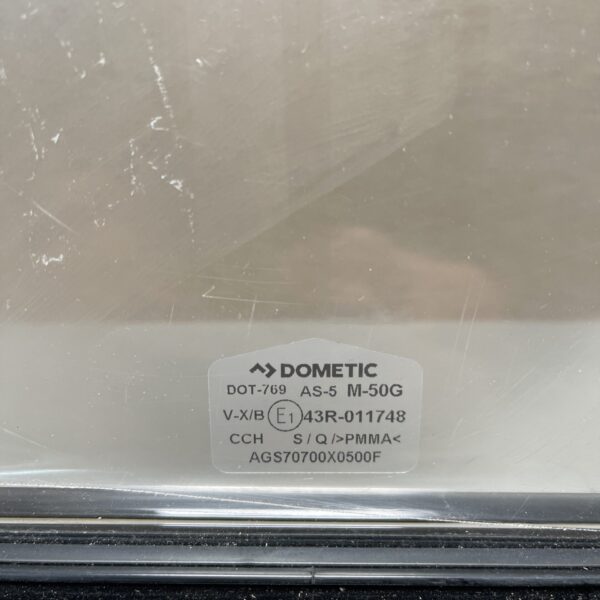 DOMETIC
DOT-769 AS-5 M-50G
V-X/B E1 43R-011748
CCH S / Q />PMMA<
AGS70700X0500F